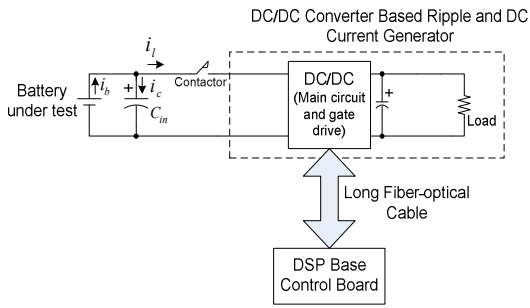 DC/DC Converter Based Ripple and DC
Current Generator
i_l
Contactor
Battery
under test
i_b
+
i_c
C_in
DC/DC
(Main circuit
and gate
drive)
+
Load
Long Fiber-optical
Cable
DSP Base
Control Board